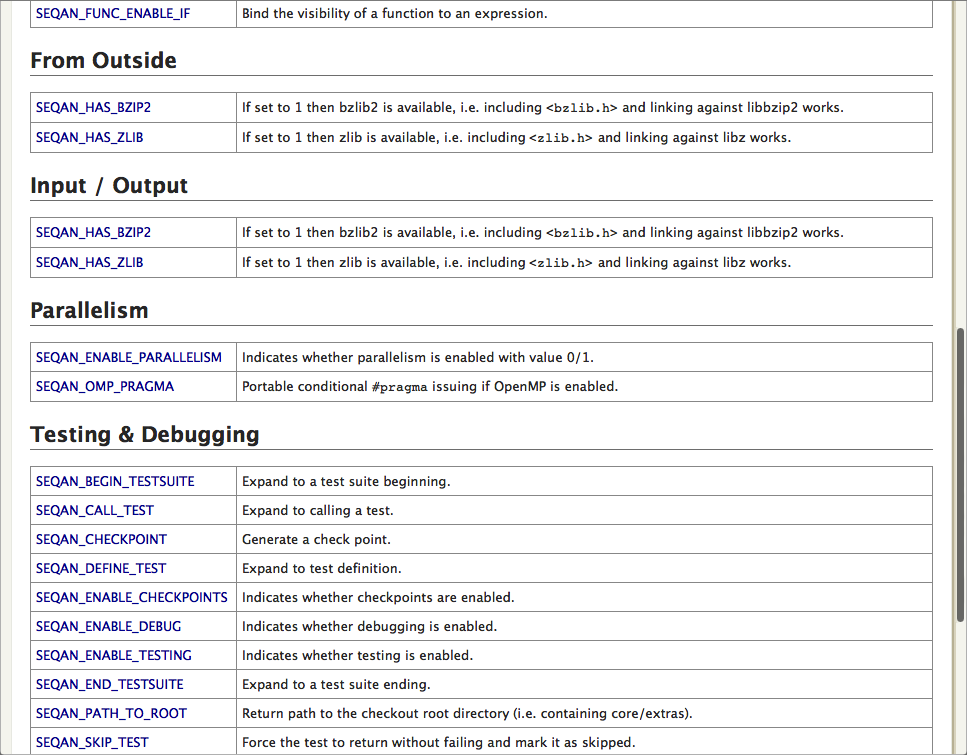 SEQAN_FUNC_ENABLE_IF Bind the visibility of a function to an expression.
From Outside
SEQAN_HAS_BZIP2 If set to 1 then bzlib2 is available, i.e. including <bzlib.h> and linking against libbzip2 works.
SEQAN_HAS_ZLIB If set to 1 then zlib is available, i.e. including <zlib.h> and linking against libz works.
Input / Output
SEQAN_HAS_BZIP2 If set to 1 then bzlib2 is available, i.e. including <bzlib.h> and linking against libbzip2 works.
SEQAN_HAS_ZLIB If set to 1 then zlib is available, i.e. including <zlib.h> and linking against libz works.
Parallelism
SEQAN_ENABLE_PARALLELISM Indicates whether parallelism is enabled with value 0/1.
SEQAN_OMP_PRAGMA Portable conditional #pragma issuing if OpenMP is enabled.
Testing & Debugging
SEQAN_BEGIN_TESTSUITE Expand to a test suite beginning.
SEQAN_CALL_TEST Expand to calling a test.
SEQAN_CHECKPOINT Generate a check point.
SEQAN_DEFINE_TEST Expand to test definition.
SEQAN_ENABLE_CHECKPOINTS Indicates whether checkpoints are enabled.
SEQAN_ENABLE_DEBUG Indicates whether debugging is enabled.
SEQAN_ENABLE_TESTING Indicates whether testing is enabled.
SEQAN_END_TESTSUITE Expand to a test suite ending.
SEQAN_PATH_TO_ROOT Return path to the checkout root directory (i.e. containing core/extras).
SEQAN_SKIP_TEST Force the test to return without failing and mark it as skipped.